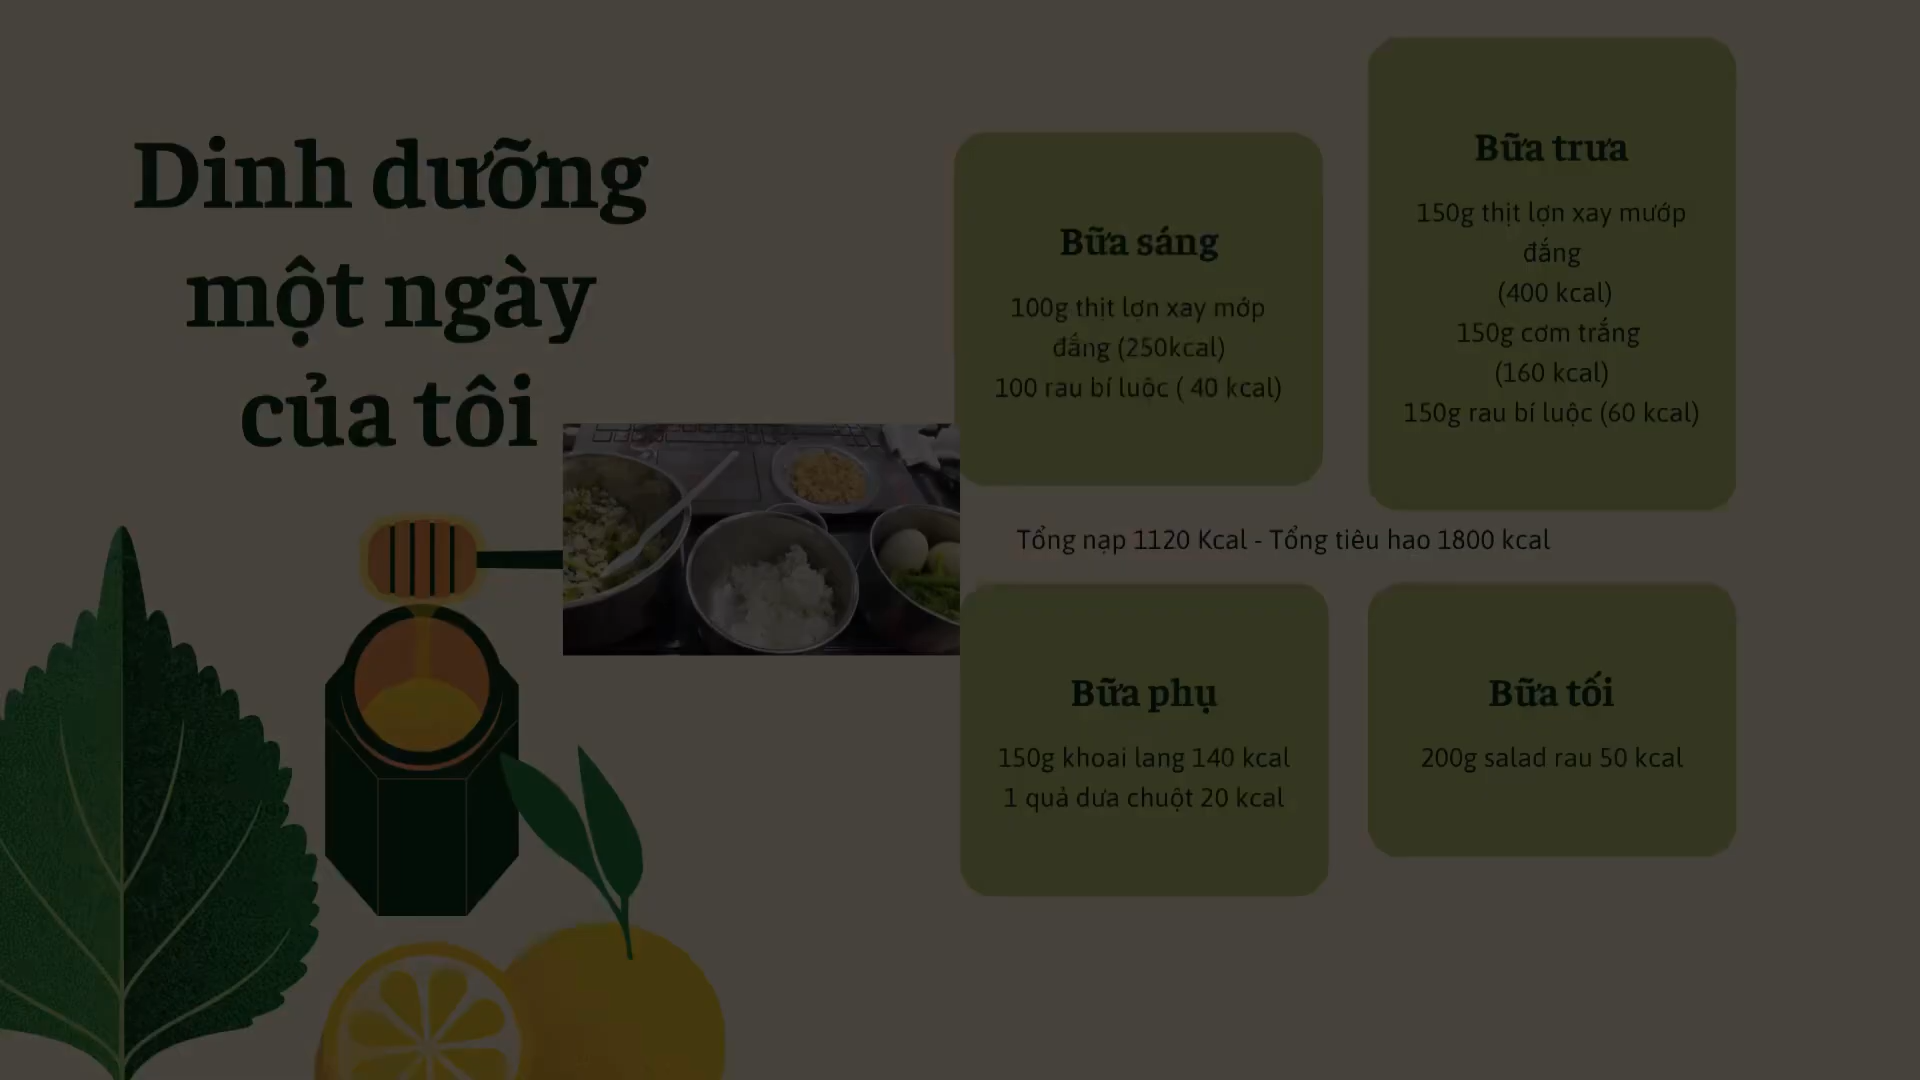 Dinh dưỡng
một ngày
của tôi
Bữa sáng
100g thịt lợn xay mớp
đắng (250kcal)
100 rau bí luộc ( 40 kcal)
Bữa trưa
150g thịt lợn xay mướp
đắng
(400 kcal)
150g cơm trắng
(160 kcal)
150g rau bí luộc (60 kcal)
Tổng nạp 1120 Kcal - Tổng tiêu hao 1800 kcal
Bữa phụ
150g khoai lang 140 kcal
1 quả dưa chuột 20 kcal
Bữa tối
200g salad rau 50 kcal